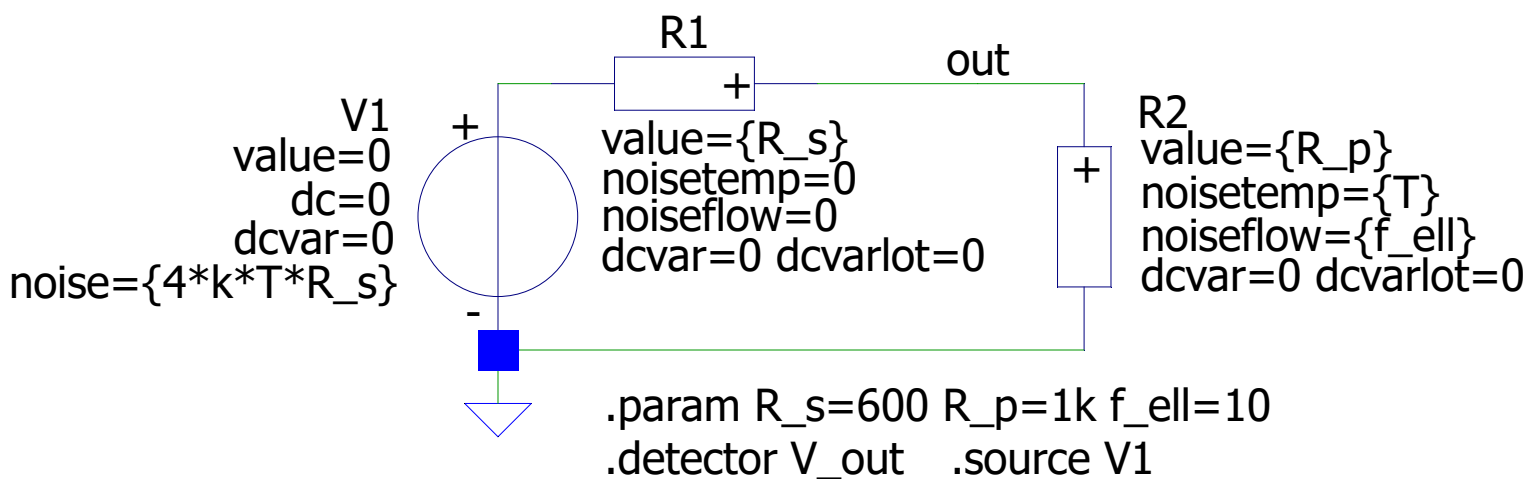 R1
out
V1
value=0
dc=0
dcvar=0
noise={4*k*T*R_s}
+
-
+
value={R_s}
noisetemp=0
noiseflow=0
dcvar=0 dcvarlot=0
R2
+
value={R_p}
noisetemp={T}
noiseflow={f_ell}
dcvar=0 dcvarlot=0
.param R_s=600 R_p=1k f_ell=10
.detector V_out .source V1